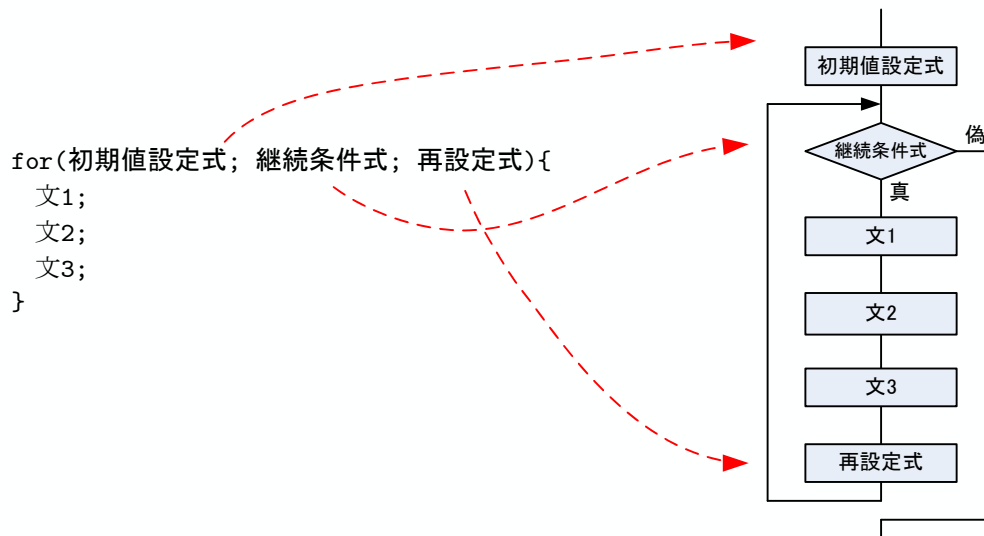 for(初期値設定式; 継続条件式; 再設定式){
文1;
文2;
文3;
}
初期値設定式
継続条件式
偽
真
文1
文2
文3
再設定式